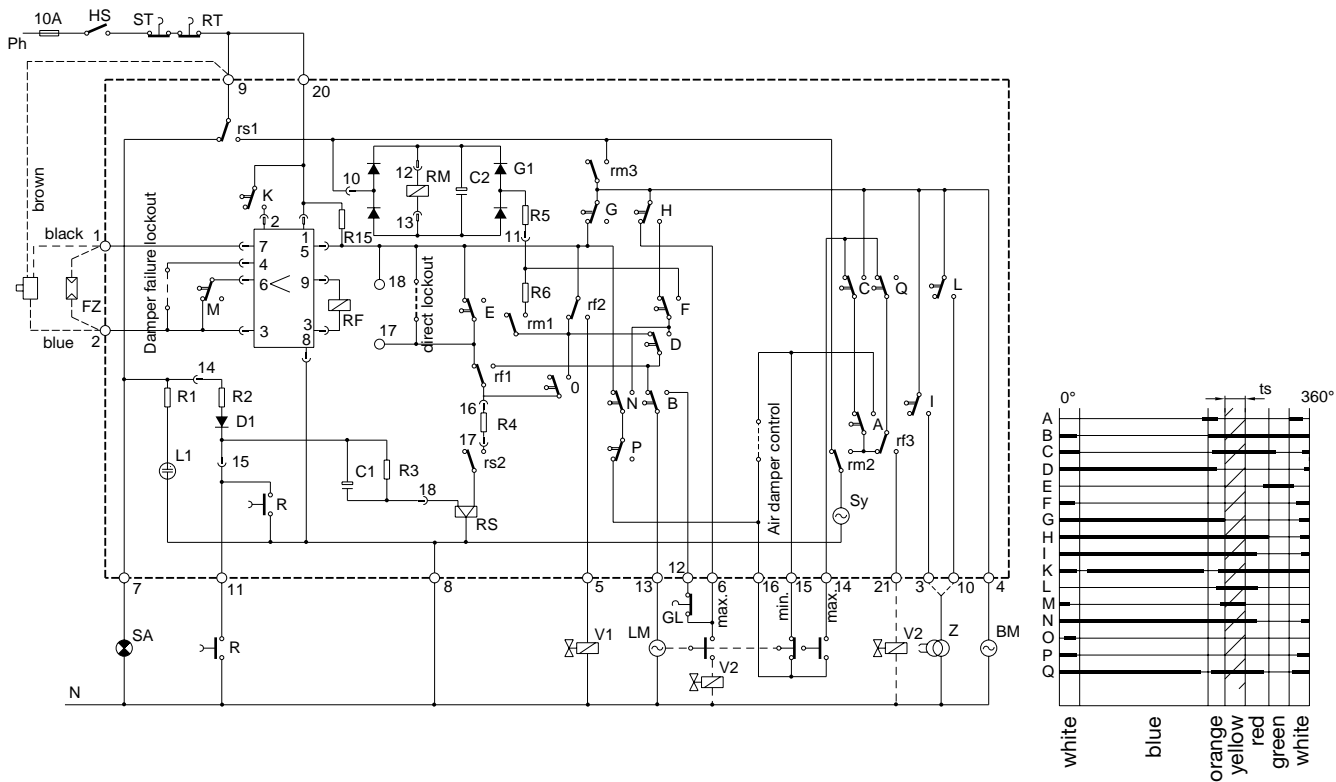 10A HS ST RT
Ph
9 20
rs1
brown
Damper failure lockout
K
10 12 RM C2 G1
rm3
13
R5
G H
black 1
2 1 R15 11
7 5
4
6 9
M
FZ
18
direct lockout
E
R6
rm1
rf2
F
C Q L
RF
3 3
17
D
blue
2
8
rf1
0
N B
I
14
R1 R2
16
R4
Air damper control
A
D1
17
rs2
P
rm2 rf3
L1
15
C1 R3
R
18
RS
Sy
12
7 11 8 5 13 6 16 15 14 21 3 10 4
max. min. max.
GL
SA R V1 LM V2 V2 Z BM
N
0° ts 360°
A
B
C
D
E
F
G
H
I
K
L
M
N
O
P
Q
white
blue
orange
yellow
red
green
white